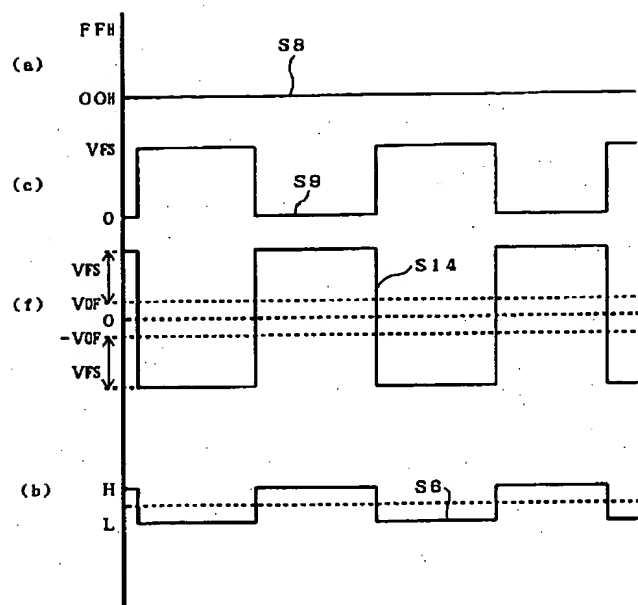 FFH
S8
(a)
00H
VFS
(c)
S9
0
VFS
S14
VOF
(f)
0
-VOF
VFS
(b)
H
S6
L